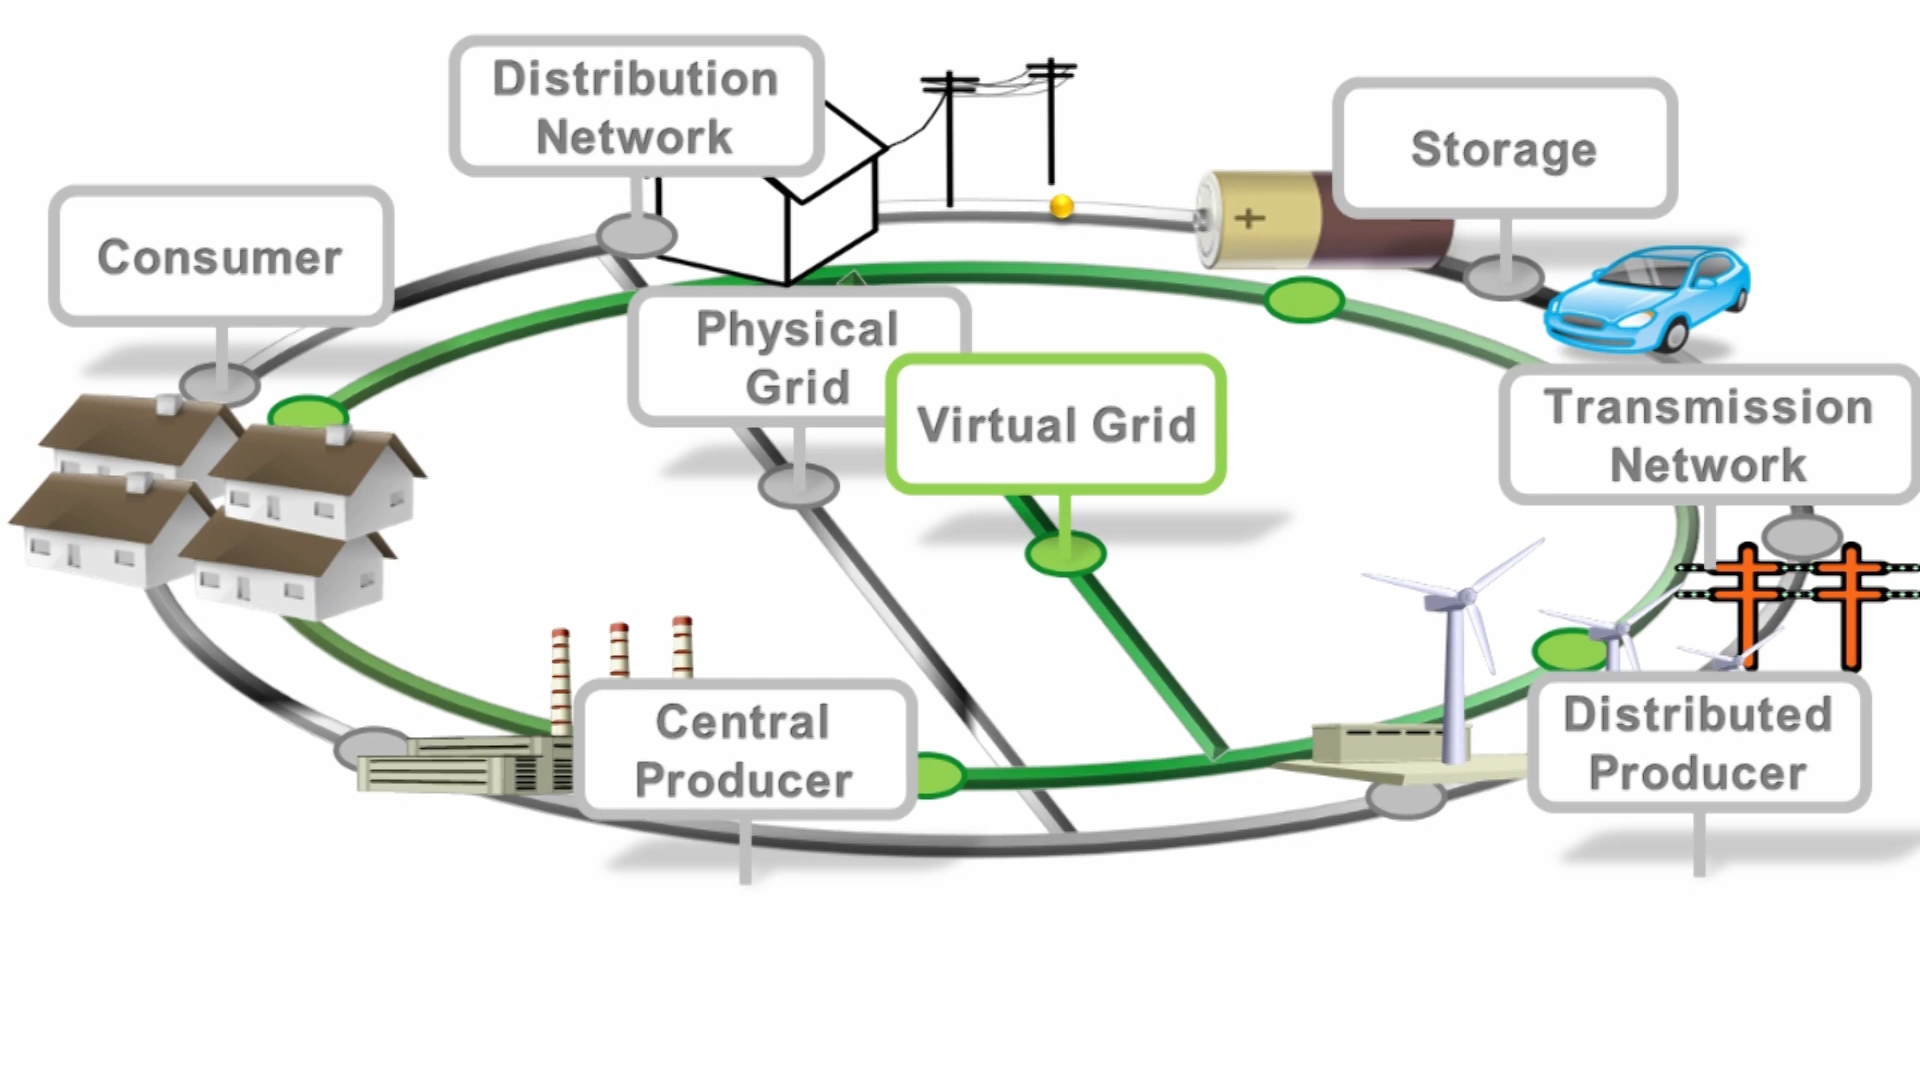 Distribution
Network
Storage
Consumer
Physical
Grid
Virtual Grid
Transmission
Network
Central
Producer
Distributed
Producer
+